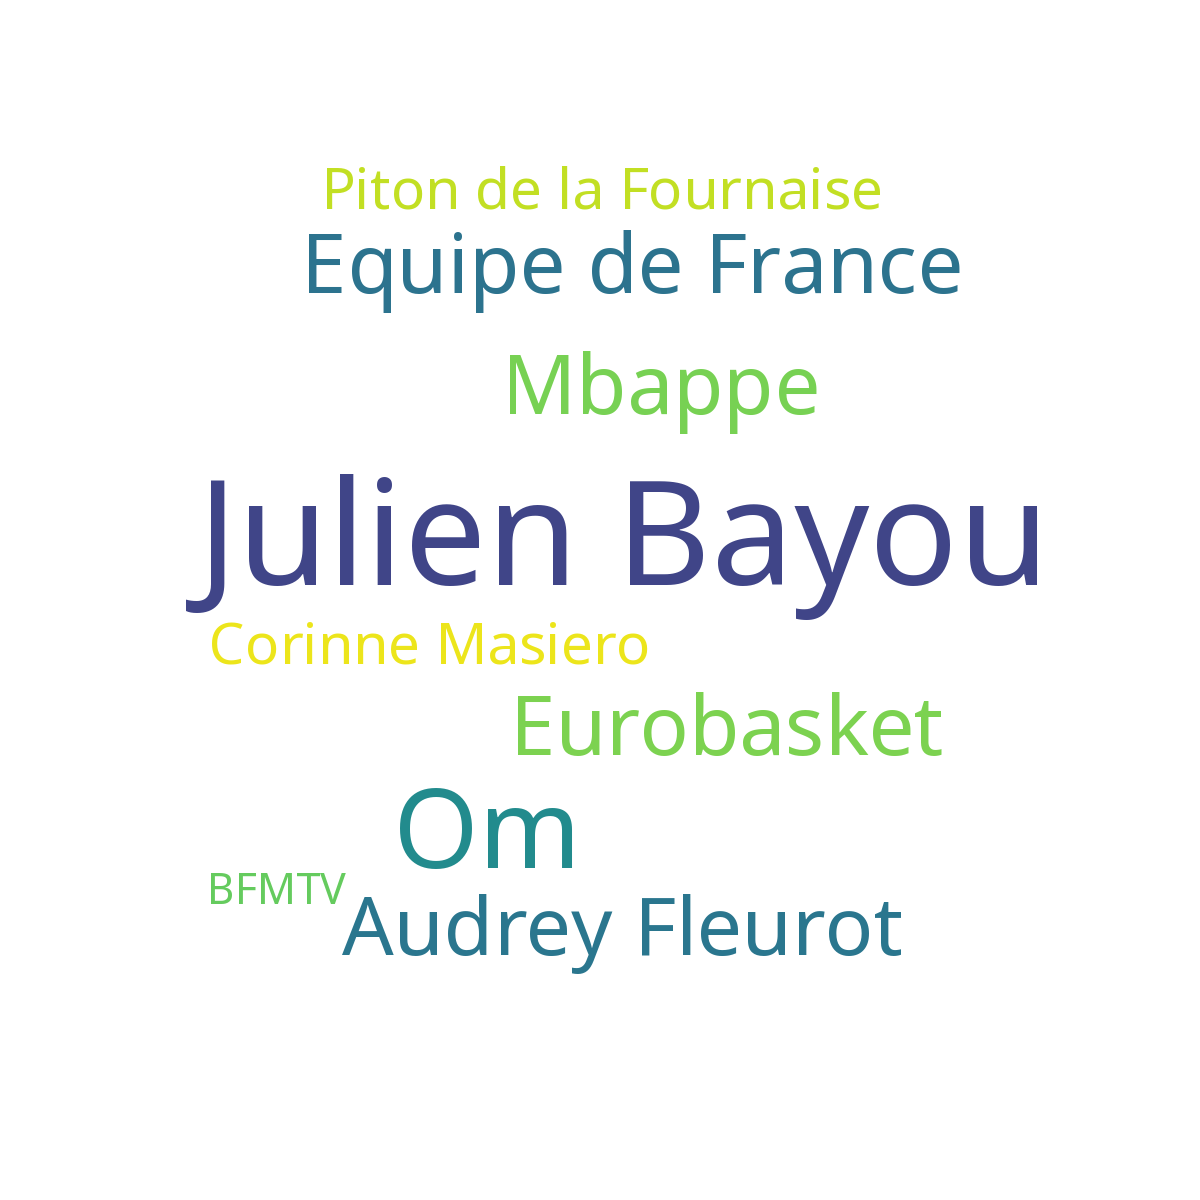 Piton de la Fournaise
Equipe de France
Mbappe
Julien Bayou
Corinne Masiero
Eurobasket
Om
BFMTV
Audrey Fleurot